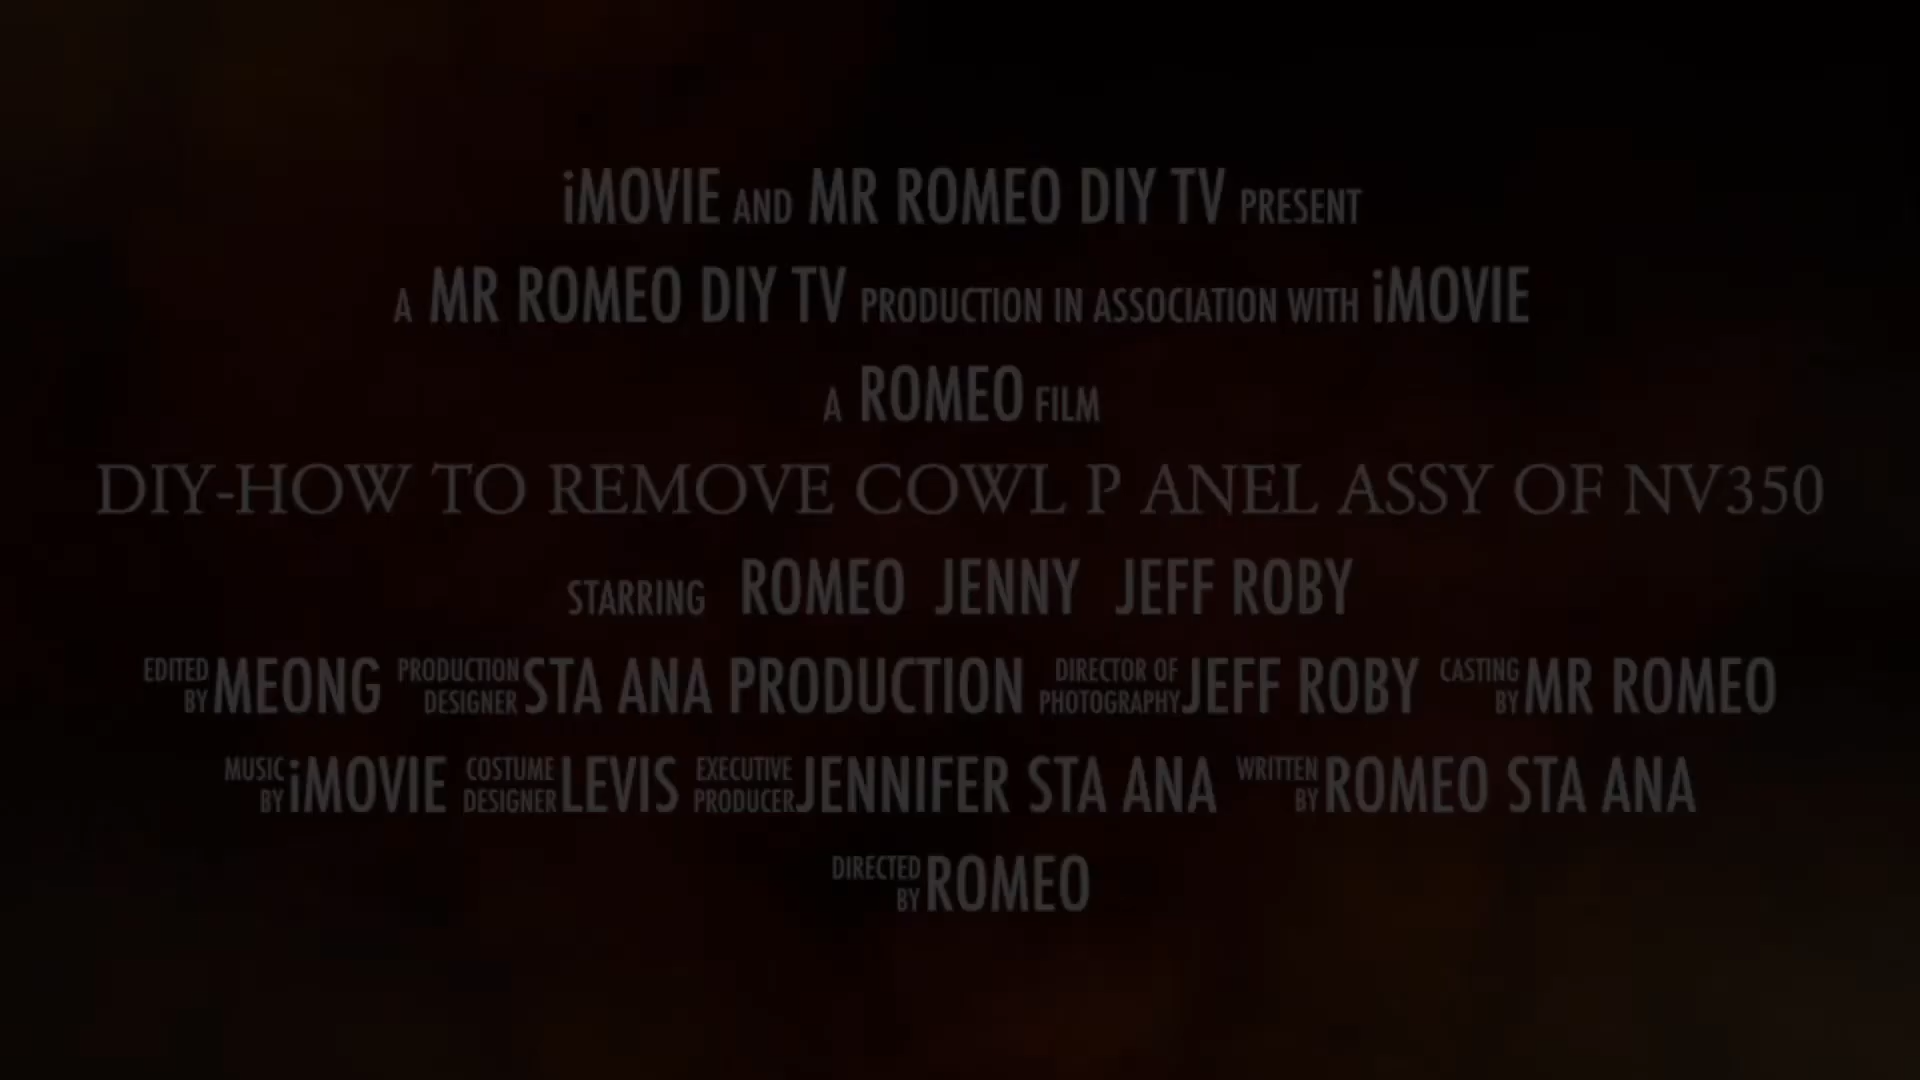 iMOVIE AND MR ROMEO DIY TV PRESENT
A MR ROMEO DIY TV PRODUCTION IN ASSOCIATION WITH iMOVIE
A ROMEO FILM
DIY-HOW TO REMOVE COWL P ANEL ASSY OF NV350
STARRING ROMEO JENNY JEFF ROBY
EDITED BY MEONG PRODUCTION DESIGNER STA ANA PRODUCTION DIRECTOR OF PHOTOGRAPHY JEFF ROBY CASTING BY MR ROMEO
MUSIC BY iMOVIE COSTUME DESIGNER LEVIS EXECUTIVE PRODUCER JENNIFER STA ANA WRITTEN BY ROMEO STA ANA
DIRECTED BY ROMEO